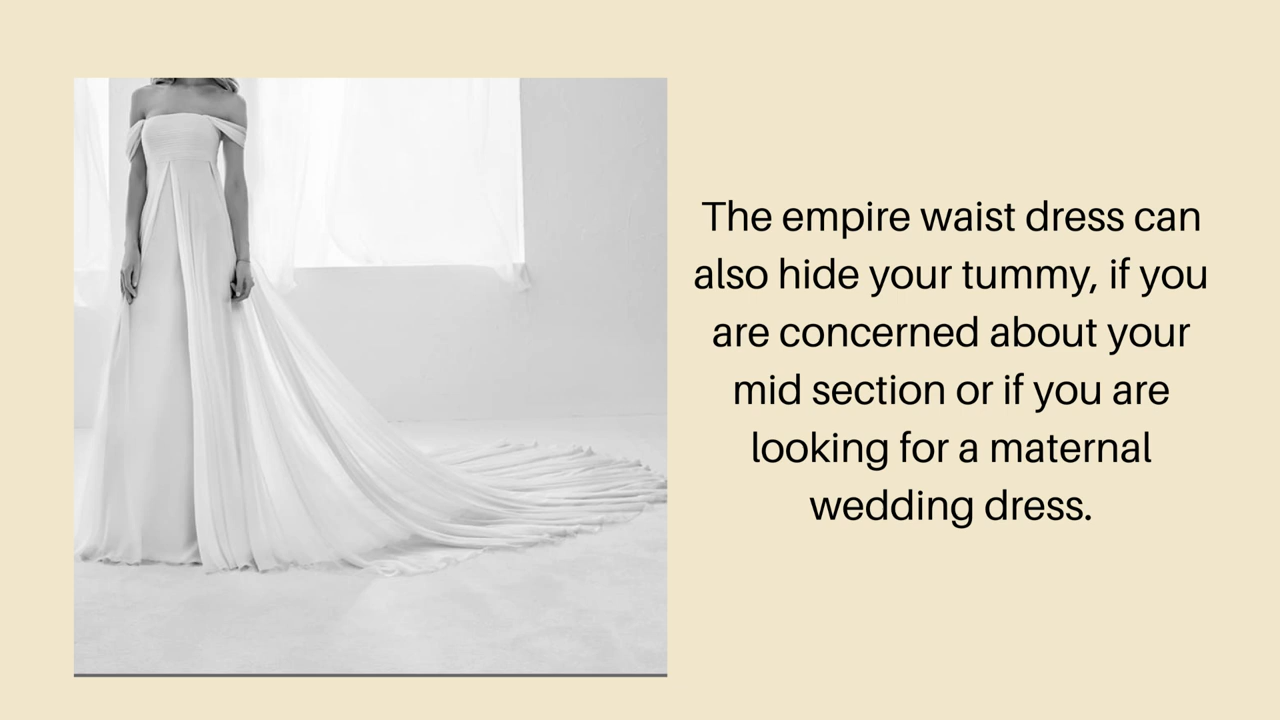 The empire waist dress can
also hide your tummy, if you
are concerned about your
mid section or if you are
looking for a maternal
wedding dress.